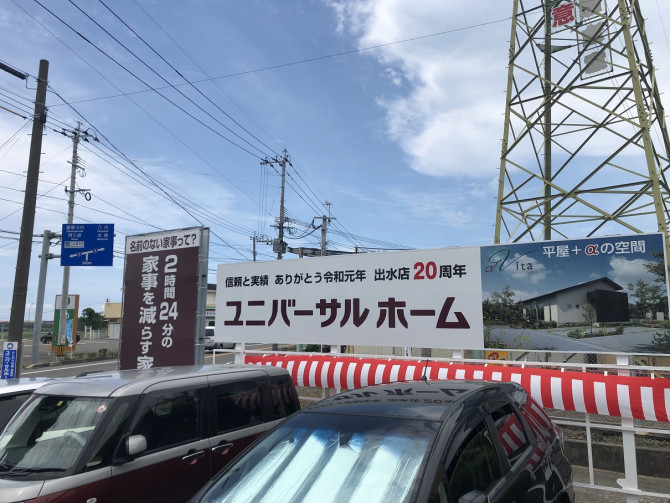 名前のない家事って?
2時間24分の
家事を減らす家
信頼と実績 ありがとう令和元年 出水店20周年
ユニバーサル ホーム
αVita
平屋+αの空間
急